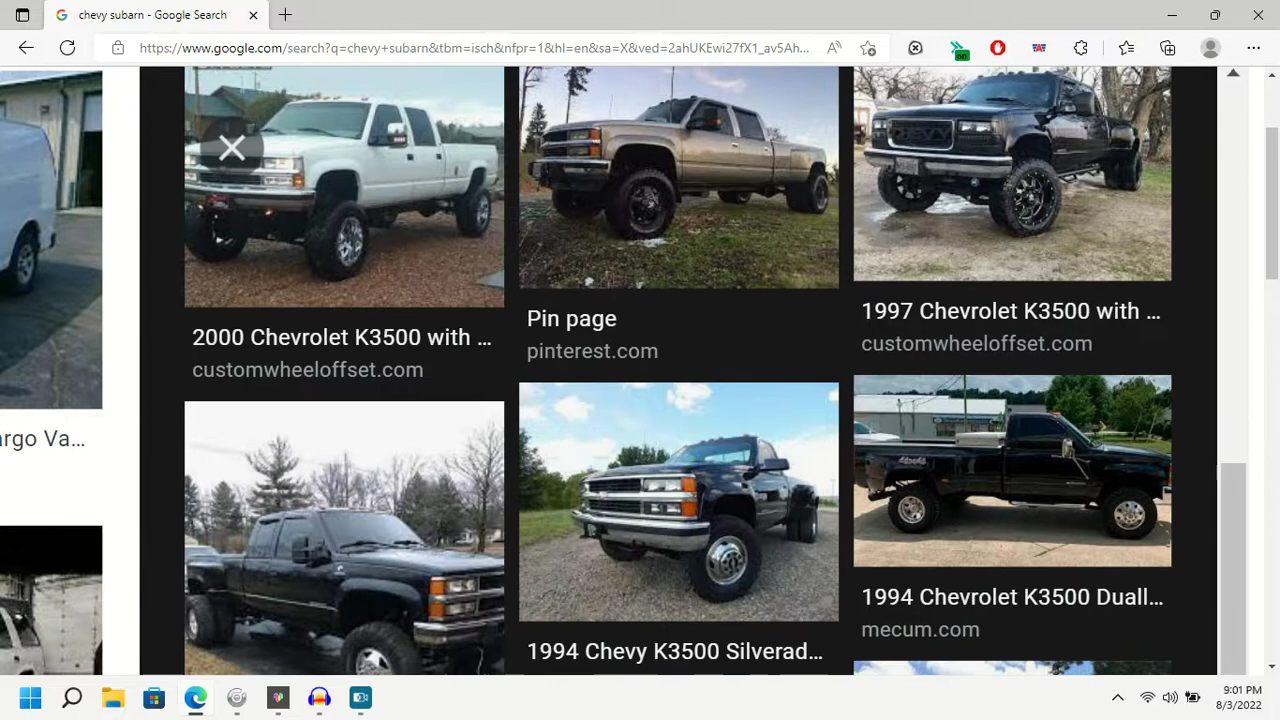 chevy subarn - Google Search
https://www.google.com/search?q=chevy+subarn&tbm=isch&nfpr=1&hl=en&sa=X&ved=2ahUKEwi27fX1_av5Ah...
on
argo Va...
2000 Chevrolet K3500 with ...
customwheeloffset.com
Pin page
pinterest.com
1997 Chevrolet K3500 with ...
customwheeloffset.com
4x4
1994 Chevy K3500 Silverad...
1994 Chevrolet K3500 Duall...
mecum.com
9:01 PM
8/3/2022